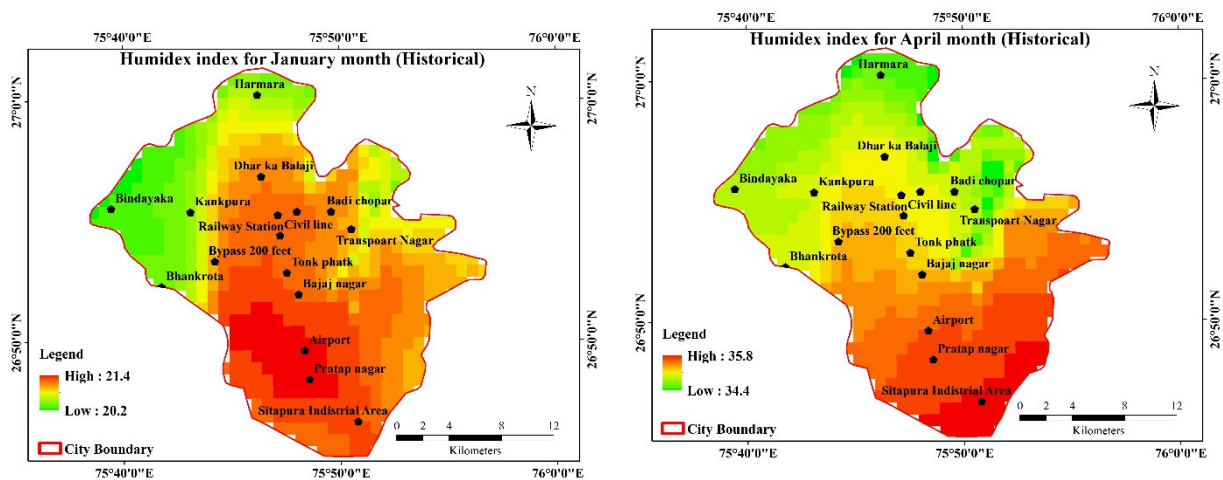 Humidex index for January month (Historical)
75°40'0"E
75°50'0"E
76°0'0"E
27°0'0"N
26°50'0"N
N
Harmara
Dhar ka Balaji
Bindayaka
Kankpura
Badi chopar
Railway Station
Civil line
Transpoart Nagar
Bypass 200 feet
Bhankrota
Tonk phatk
Bajaj nagar
Airport
Pratap nagar
Sitapura Indistrial Area
Legend
High : 21.4
Low : 20.2
City Boundary
0 2 4 8 12
Kilometers
75°40'0"E
75°50'0"E
76°0'0"E
27°0'0"N
26°50'0"N
75°40'0"E
75°50'0"E
76°0'0"E
Humidex index for April month (Historical)
27°0'0"N
26°50'0"N
N
Harmara
Dhar ka Balaji
Bindayaka
Kankpura
Badi chopar
Railway Station
Civil line
Transpoart Nagar
Bypass 200 feet
Bhankrota
Tonk phatk
Bajaj nagar
Airport
Pratap nagar
Sitapura Indistrial Area
Legend
High : 35.8
Low : 34.4
City Boundary
0 2 4 8 12
Kilometers
75°40'0"E
75°50'0"E
76°0'0"E
27°0'0"N
26°50'0"N